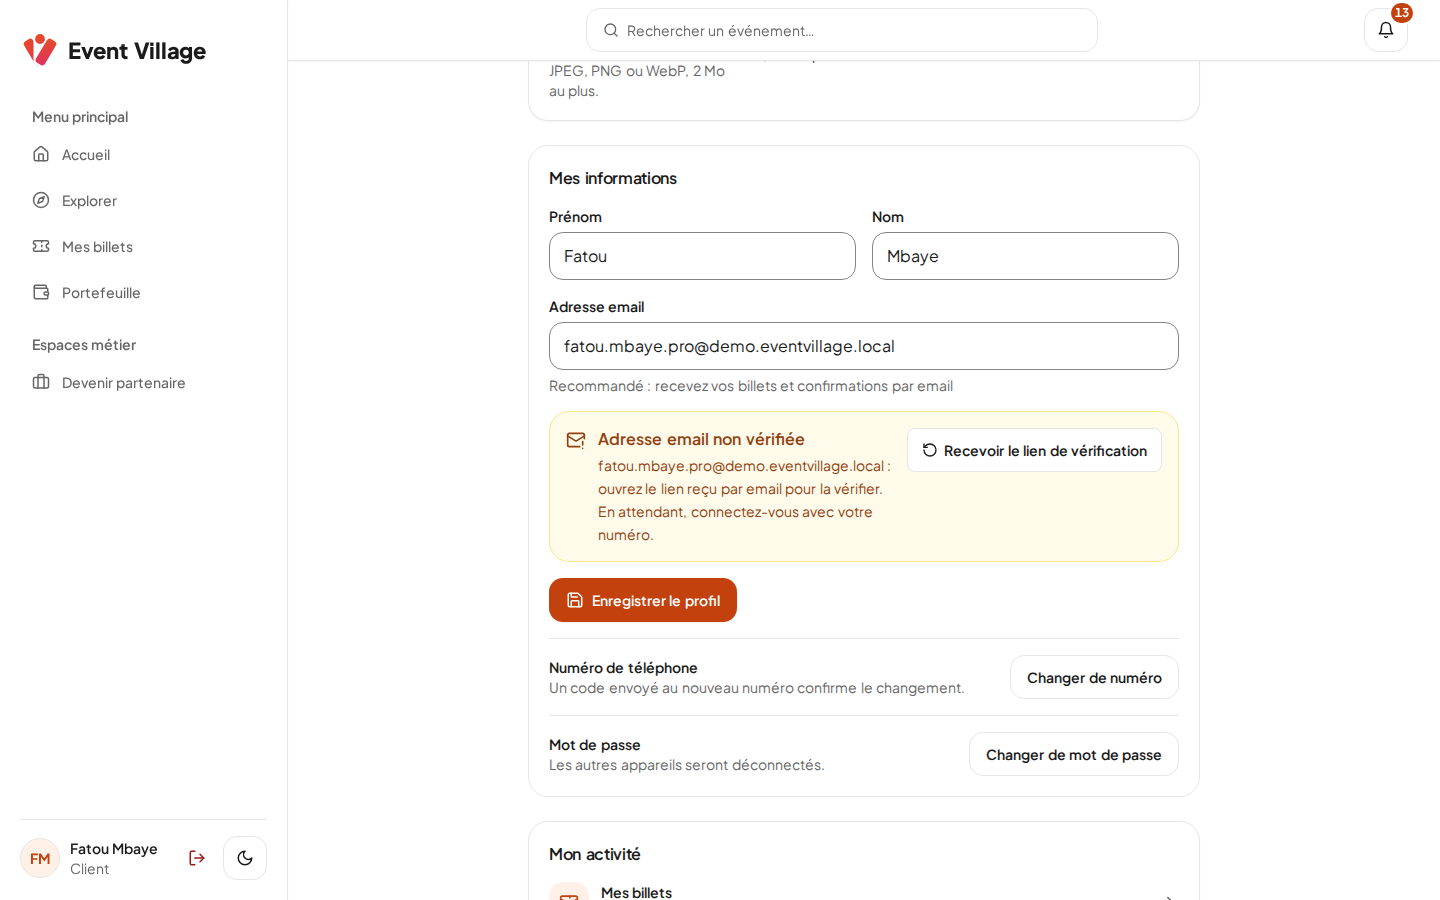 Event Village
Rechercher un événement…
13
Menu principal
Accueil
Explorer
Mes billets
Portefeuille
Espaces métier
Devenir partenaire
FM
Fatou Mbaye
Client
JPEG, PNG ou WebP, 2 Mo
au plus.
Mes informations
Prénom
Nom
Fatou
Mbaye
Adresse email
fatou.mbaye.pro@demo.eventvillage.local
Recommandé : recevez vos billets et confirmations par email
Adresse email non vérifiée
fatou.mbaye.pro@demo.eventvillage.local :
ouvrez le lien reçu par email pour la vérifier.
En attendant, connectez-vous avec votre
numéro.
Recevoir le lien de vérification
Enregistrer le profil
Numéro de téléphone
Un code envoyé au nouveau numéro confirme le changement.
Changer de numéro
Mot de passe
Les autres appareils seront déconnectés.
Changer de mot de passe
Mon activité
Mes billets